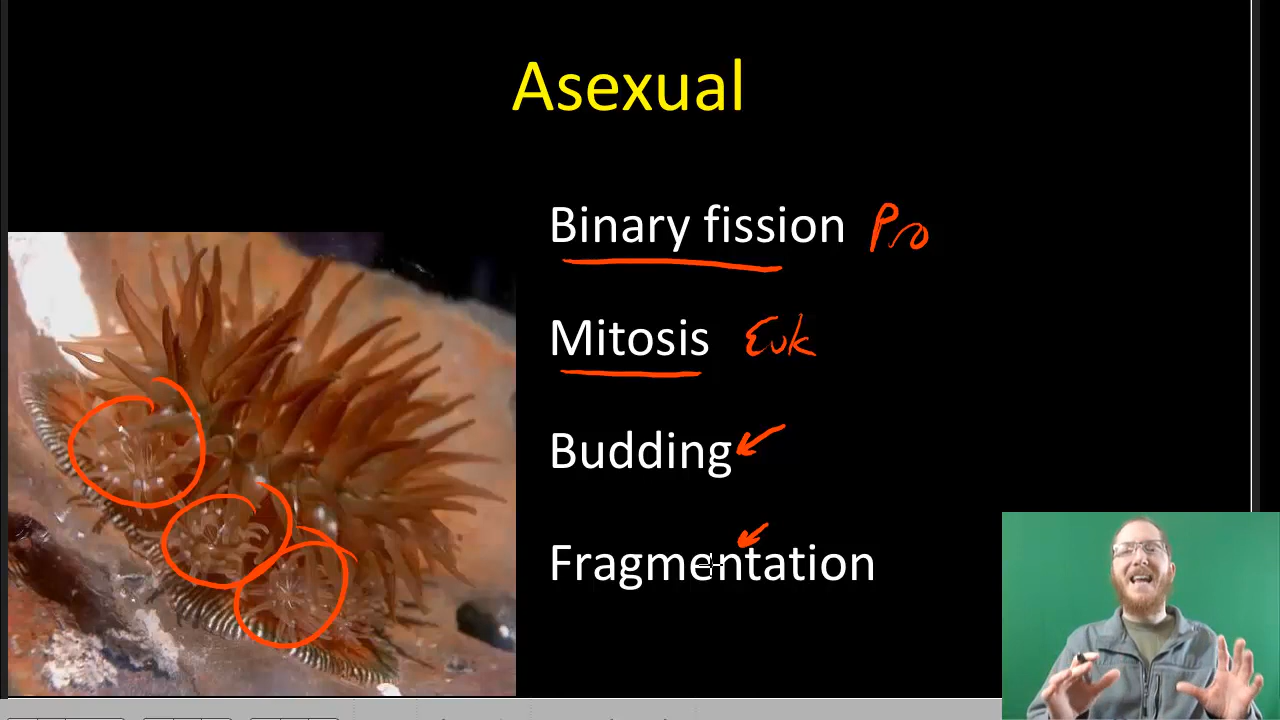 Asexual
Binary fission Pro
Mitosis Euk
Budding
Fragmentation